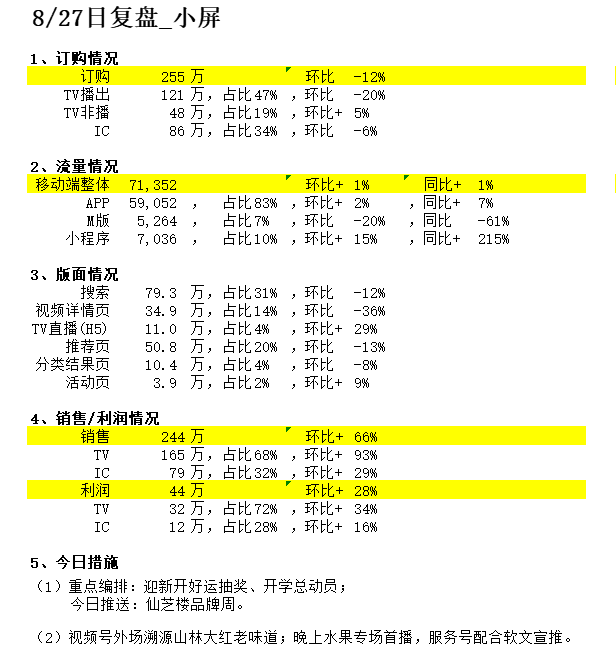 8/27日复盘_小屏
1、订购情况
订购 255 万 环比 -12%
TV播出 121 万，占比47% ，环比 -20%
TV非播 48 万，占比19% ，环比+ 5%
IC 86 万，占比34% ，环比 -6%
2、流量情况
移动端整体 71,352 环比+ 1% 同比+ 1%
APP 59,052 ， 占比83% ，环比+ 2% ，同比+ 7%
M版 5,264 ， 占比7% ，环比 -20% ，同比 -61%
小程序 7,036 ， 占比10% ，环比+ 15% ，同比+ 215%
3、版面情况
搜索 79.3 万，占比31% ，环比 -12%
视频详情页 34.9 万，占比14% ，环比 -36%
TV直播(H5) 11.0 万，占比4% ，环比+ 29%
推荐页 50.8 万，占比20% ，环比 -13%
分类结果页 10.4 万，占比4% ，环比 -8%
活动页 3.9 万，占比2% ，环比+ 9%
4、销售/利润情况
销售 244 万 环比+ 66%
TV 165 万，占比68% ，环比+ 93%
IC 79 万，占比32% ，环比+ 29%
利润 44 万 环比+ 28%
TV 32 万，占比72% ，环比+ 34%
IC 12 万，占比28% ，环比+ 16%
5、今日措施
（1）重点编排：迎新开好运抽奖、开学总动员；
今日推送：仙芝楼品牌周。
（2）视频号外场溯源山林大红老味道；晚上水果专场首播，服务号配合软文宣推。